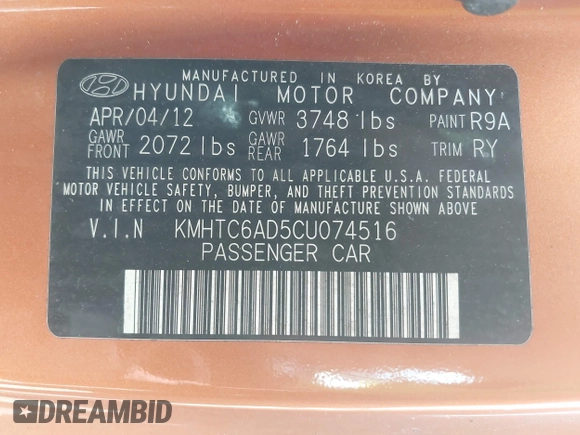 MANUFACTURED IN KOREA BY
HYUNDAI MOTOR COMPANY
APR/04/12 GVWR 3748 lbs PAINT R9A
GAWR FRONT 2072 lbs GAWR REAR 1764 lbs TRIM RY
THIS VEHICLE CONFORMS TO ALL APPLICABLE U.S.A. FEDERAL
MOTOR VEHICLE SAFETY, BUMPER, AND THEFT PREVENTION STANDARDS
IN EFFECT ON THE DATE OF MANUFACTURE SHOWN ABOVE
V.I.N KMHTC6AD5CU074516
PASSENGER CAR
DREAMBID